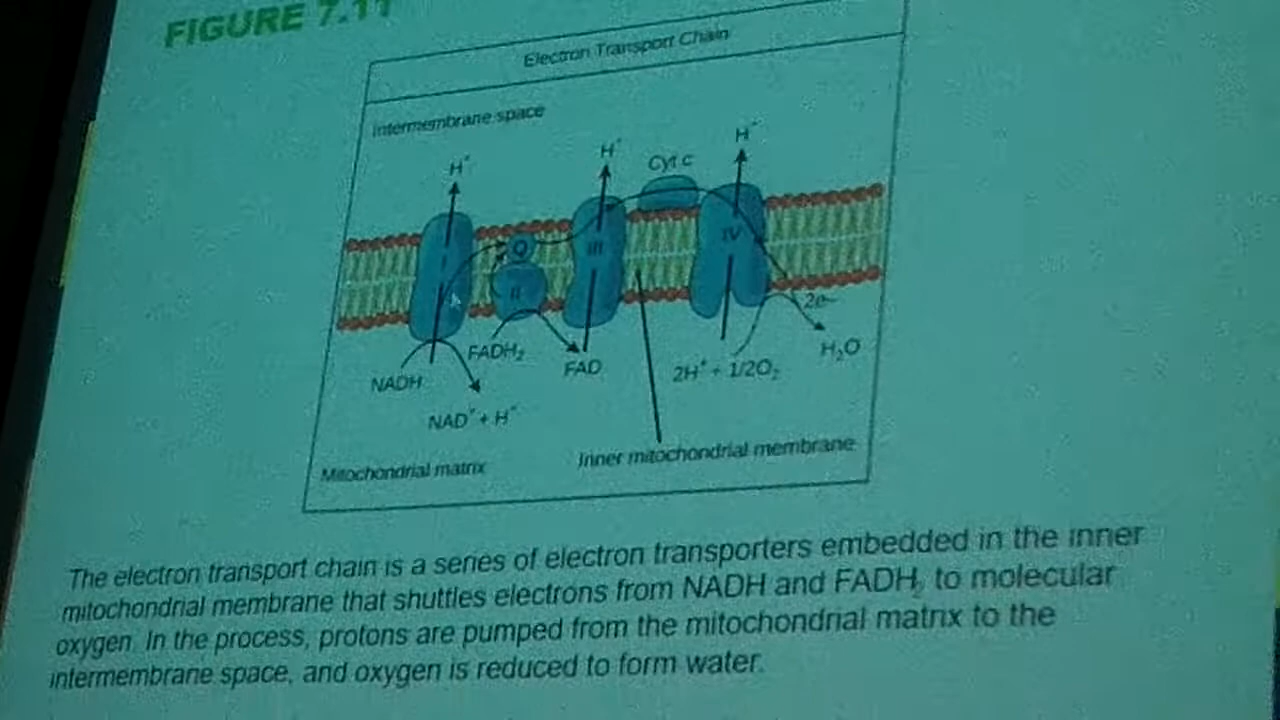 FIGURE 7.11
Electron Transport Chain
Intermembrane space
H⁺
H⁺
Cyt c
H⁺
Q
III
IV
II
2e-
NADH
FADH₂
FAD
2H⁺ + 1/2O₂
H₂O
NAD⁺ + H⁺
Mitochondrial matrix
Inner mitochondrial membrane
The electron transport chain is a series of electron transporters embedded in the inner
mitochondrial membrane that shuttles electrons from NADH and FADH₂ to molecular
oxygen. In the process, protons are pumped from the mitochondrial matrix to the
intermembrane space, and oxygen is reduced to form water.